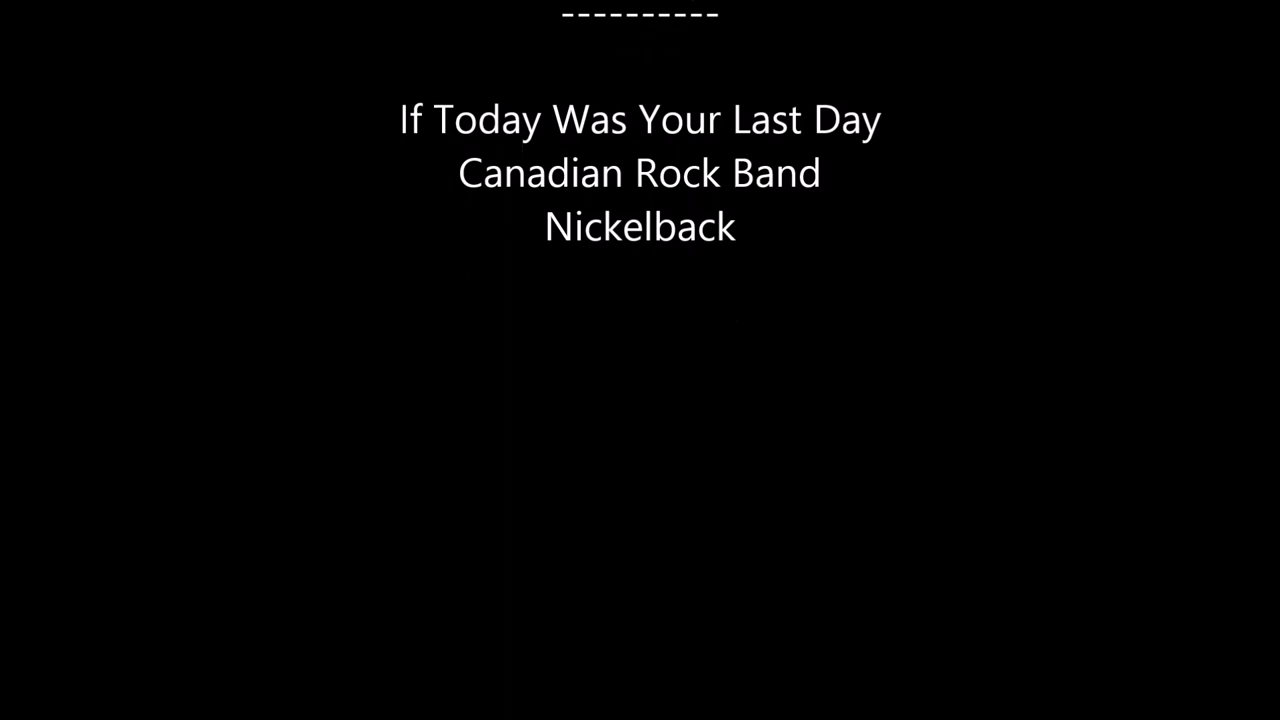 ----------
If Today Was Your Last Day
Canadian Rock Band
Nickelback